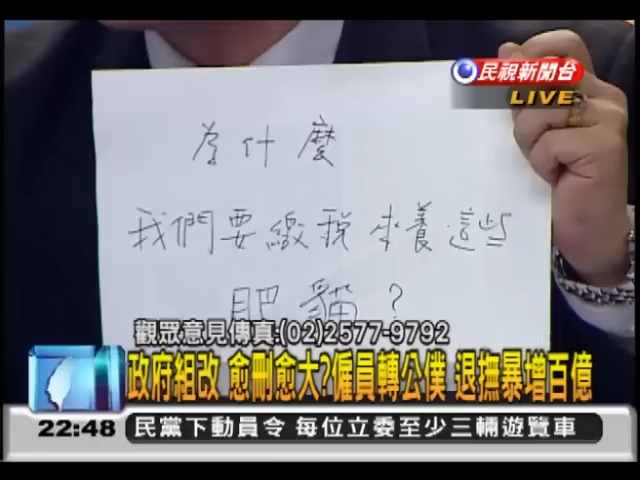 民視新聞台
LIVE
為什麼
我們要繳稅來養這些
肥貓?
觀眾意見傳真:(02)2577-9792
政府組改 愈刪愈大?僱員轉公僕 退撫暴增百億
22:48 民黨下動員令 每位立委至少三輛遊覽車